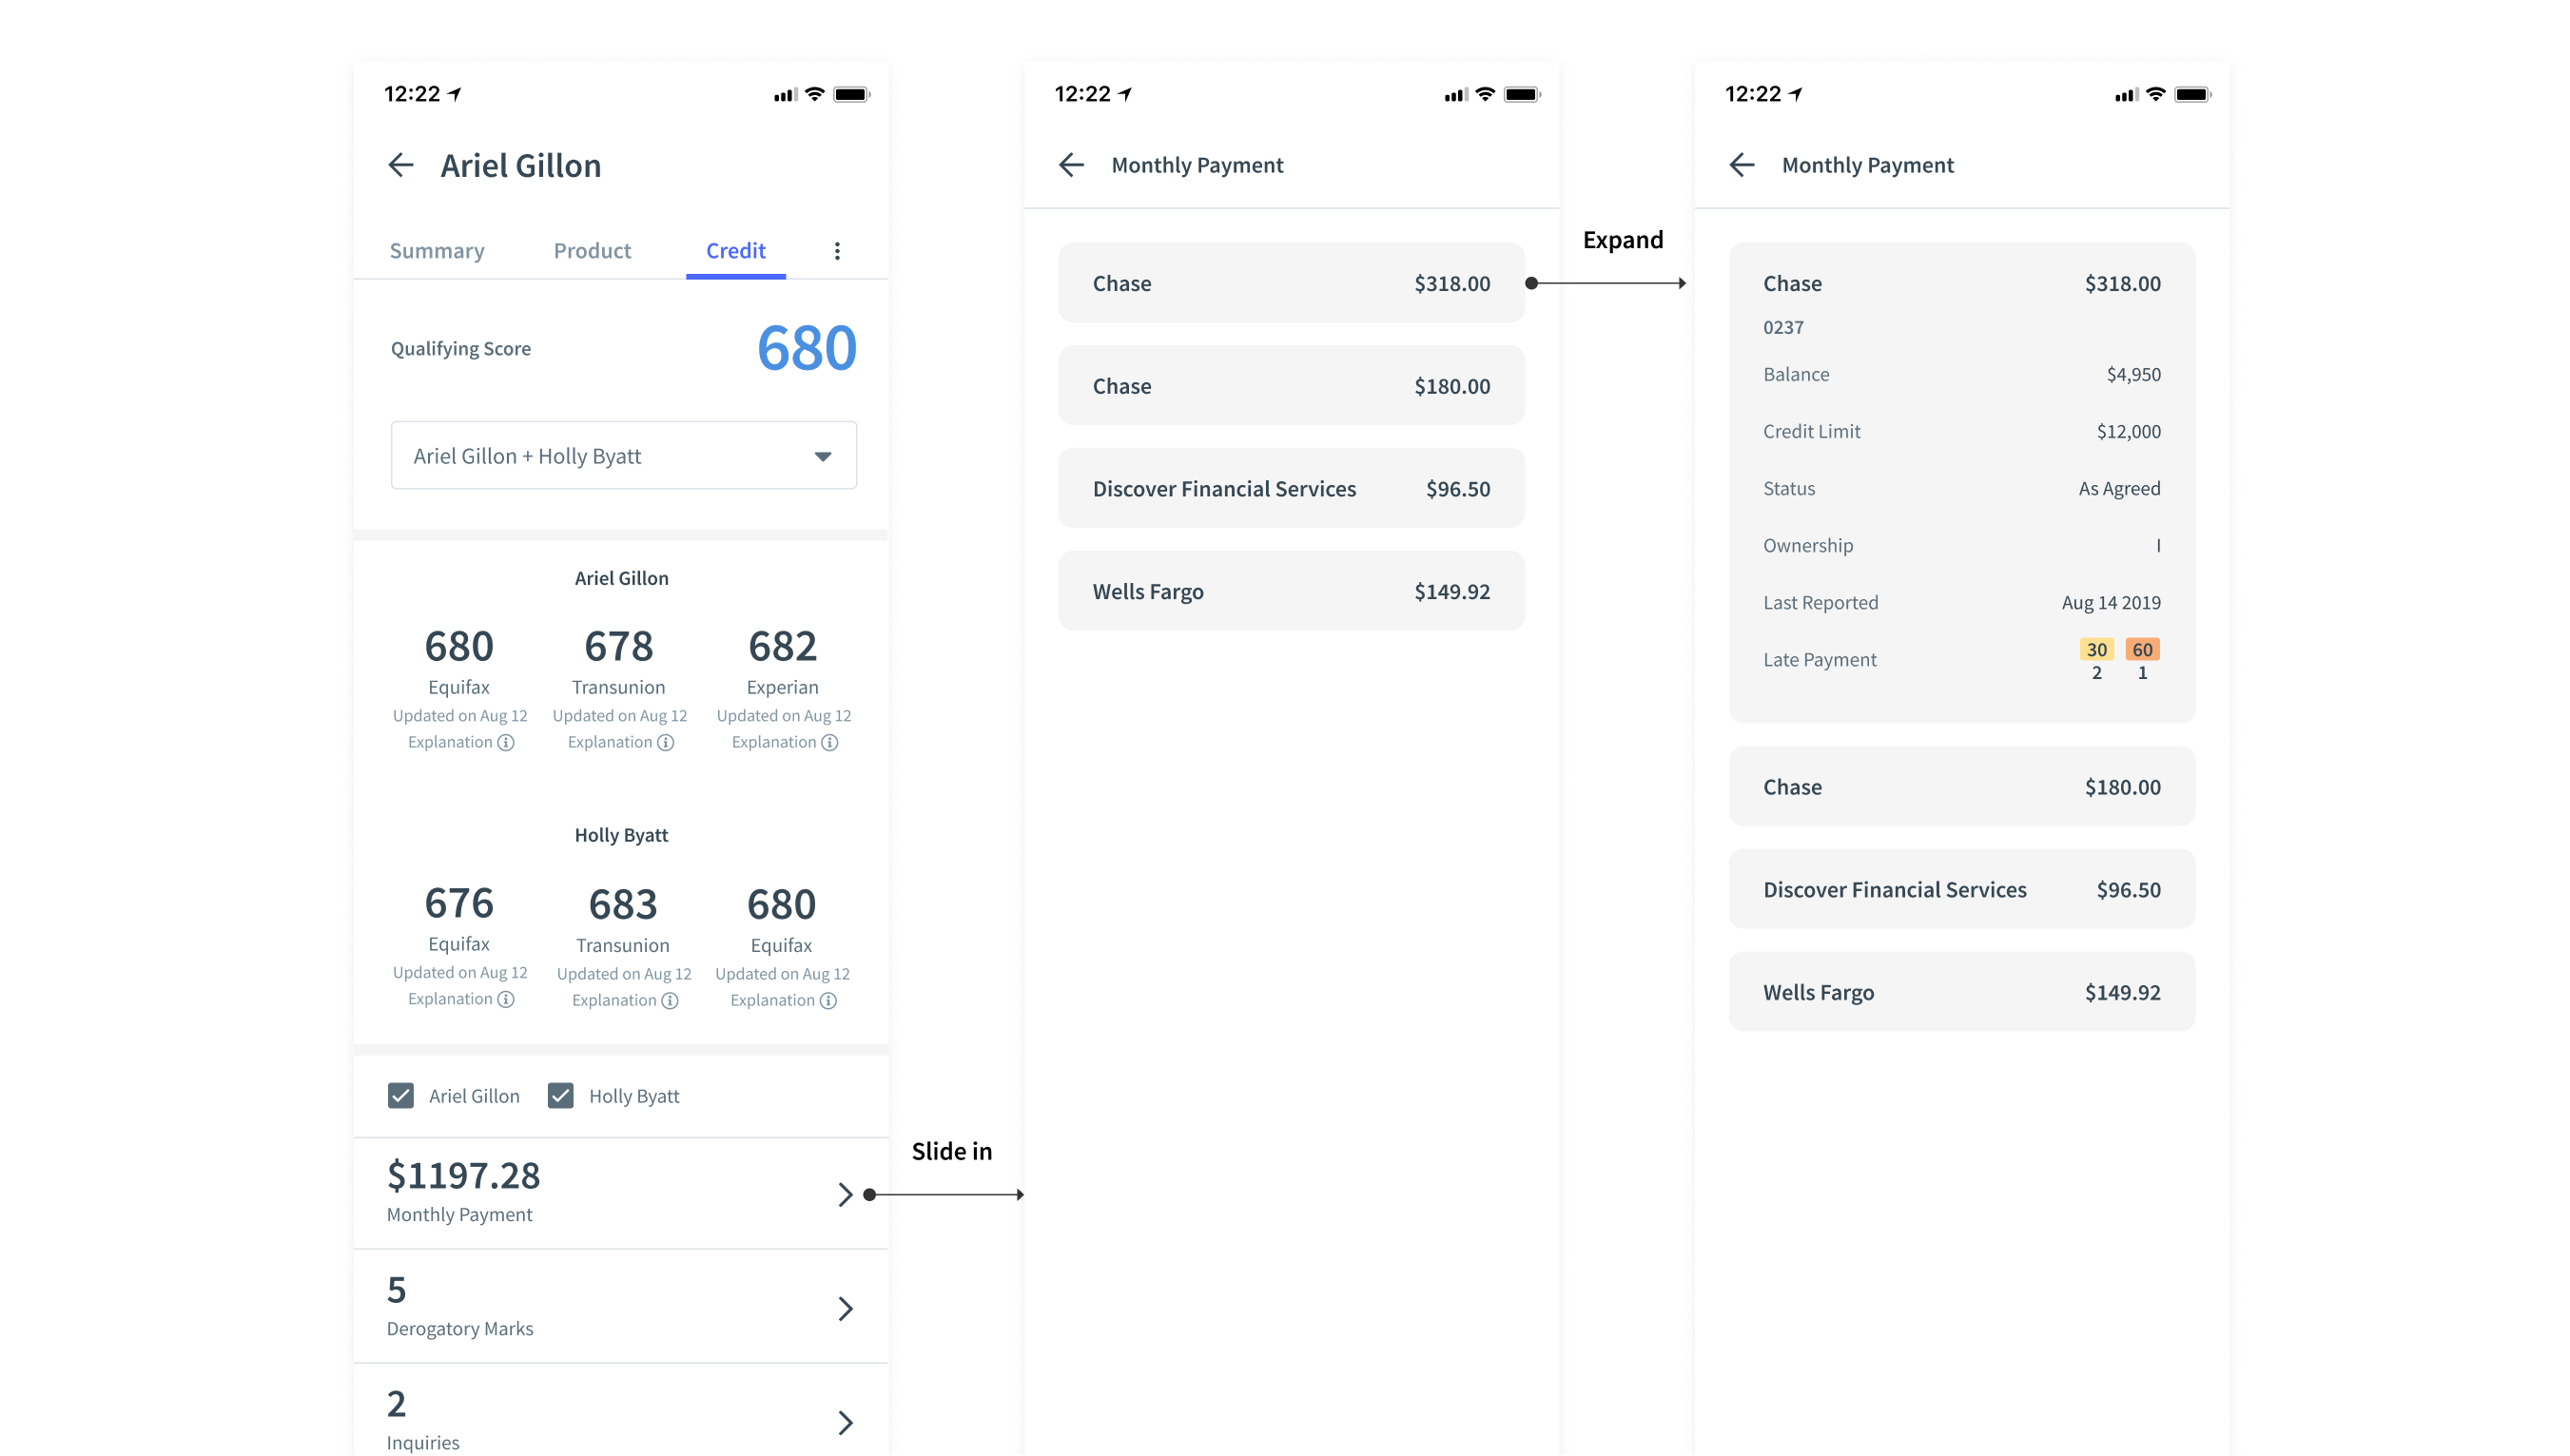 12:22
Ariel Gillon
Summary Product Credit
Qualifying Score 680
Ariel Gillon + Holly Byatt
Ariel Gillon
680 678 682
Equifax Transunion Experian
Updated on Aug 12 Updated on Aug 12 Updated on Aug 12
Explanation Explanation Explanation
Holly Byatt
676 683 680
Equifax Transunion Equifax
Updated on Aug 12 Updated on Aug 12 Updated on Aug 12
Explanation Explanation Explanation
Ariel Gillon Holly Byatt
$1197.28
Monthly Payment
5
Derogatory Marks
2
Inquiries
Slide in
12:22
Monthly Payment
Chase $318.00
Chase $180.00
Discover Financial Services $96.50
Wells Fargo $149.92
Expand
12:22
Monthly Payment
Chase $318.00
0237
Balance $4,950
Credit Limit $12,000
Status As Agreed
Ownership I
Last Reported Aug 14 2019
Late Payment 30 60
2 1
Chase $180.00
Discover Financial Services $96.50
Wells Fargo $149.92